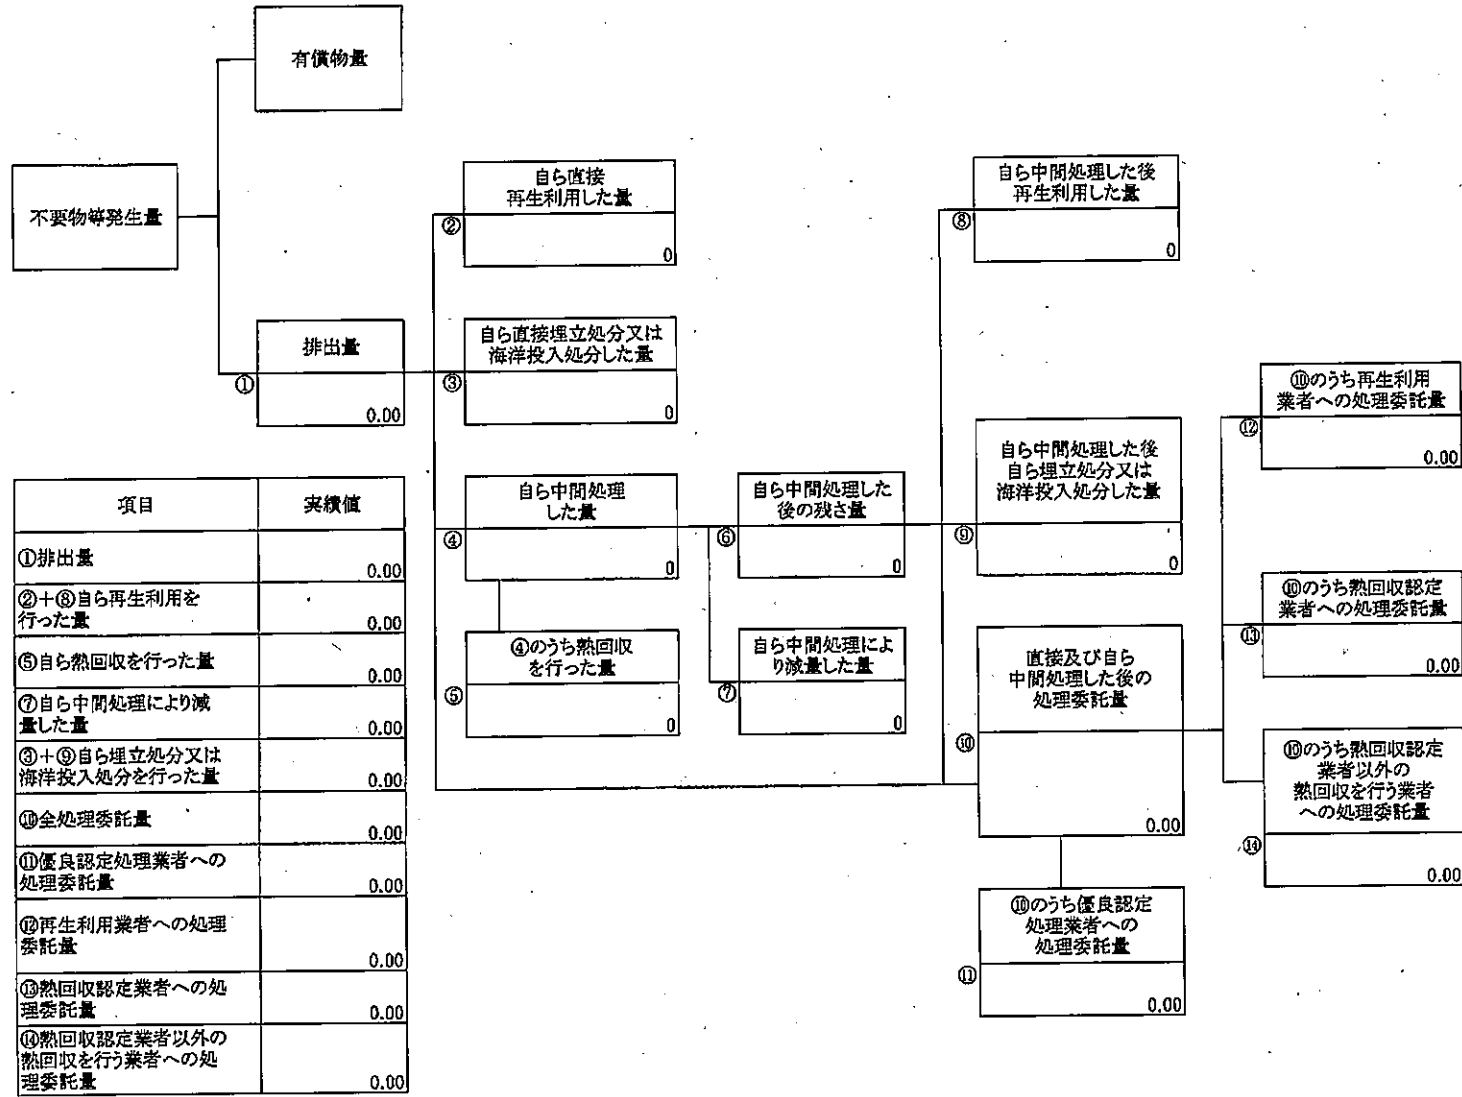 有償物量
不要物等発生量
排出量
①
0.00
自ら直接
再生利用した量
②
0
自ら直接埋立処分又は
海洋投入処分した量
③
0
自ら中間処理
した量
④
0
④のうち熱回収
を行った量
⑤
0
自ら中間処理した
後の残さ量
⑥
0
自ら中間処理によ
り減量した量
⑦
0
自ら中間処理した後
再生利用した量
⑧
0
自ら中間処理した後
自ら埋立処分又は
海洋投入処分した量
⑨
0
直接及び自ら
中間処理した後の
処理委託量
⑩
0.00
⑩のうち優良認定
処理業者への
処理委託量
⑪
0.00
⑩のうち再生利用
業者への処理委託量
⑫
0.00
⑩のうち熱回収認定
業者への処理委託量
⑬
0.00
⑩のうち熱回収認定
業者以外の
熱回収を行う業者
への処理委託量
⑭
0.00
項目 実績値
①排出量
0.00
②+⑧自ら再生利用を
行った量 0.00
⑤自ら熱回収を行った量
0.00
⑦自ら中間処理により減
量した量 0.00
③+⑨自ら埋立処分又は
海洋投入処分を行った量 0.00
⑩全処理委託量
0.00
⑪優良認定処理業者への
処理委託量 0.00
⑫再生利用業者への処理
委託量
0.00
⑬熱回収認定業者への処
理委託量 0.00
⑭熱回収認定業者以外の
熱回収を行う業者への処
理委託量 0.00